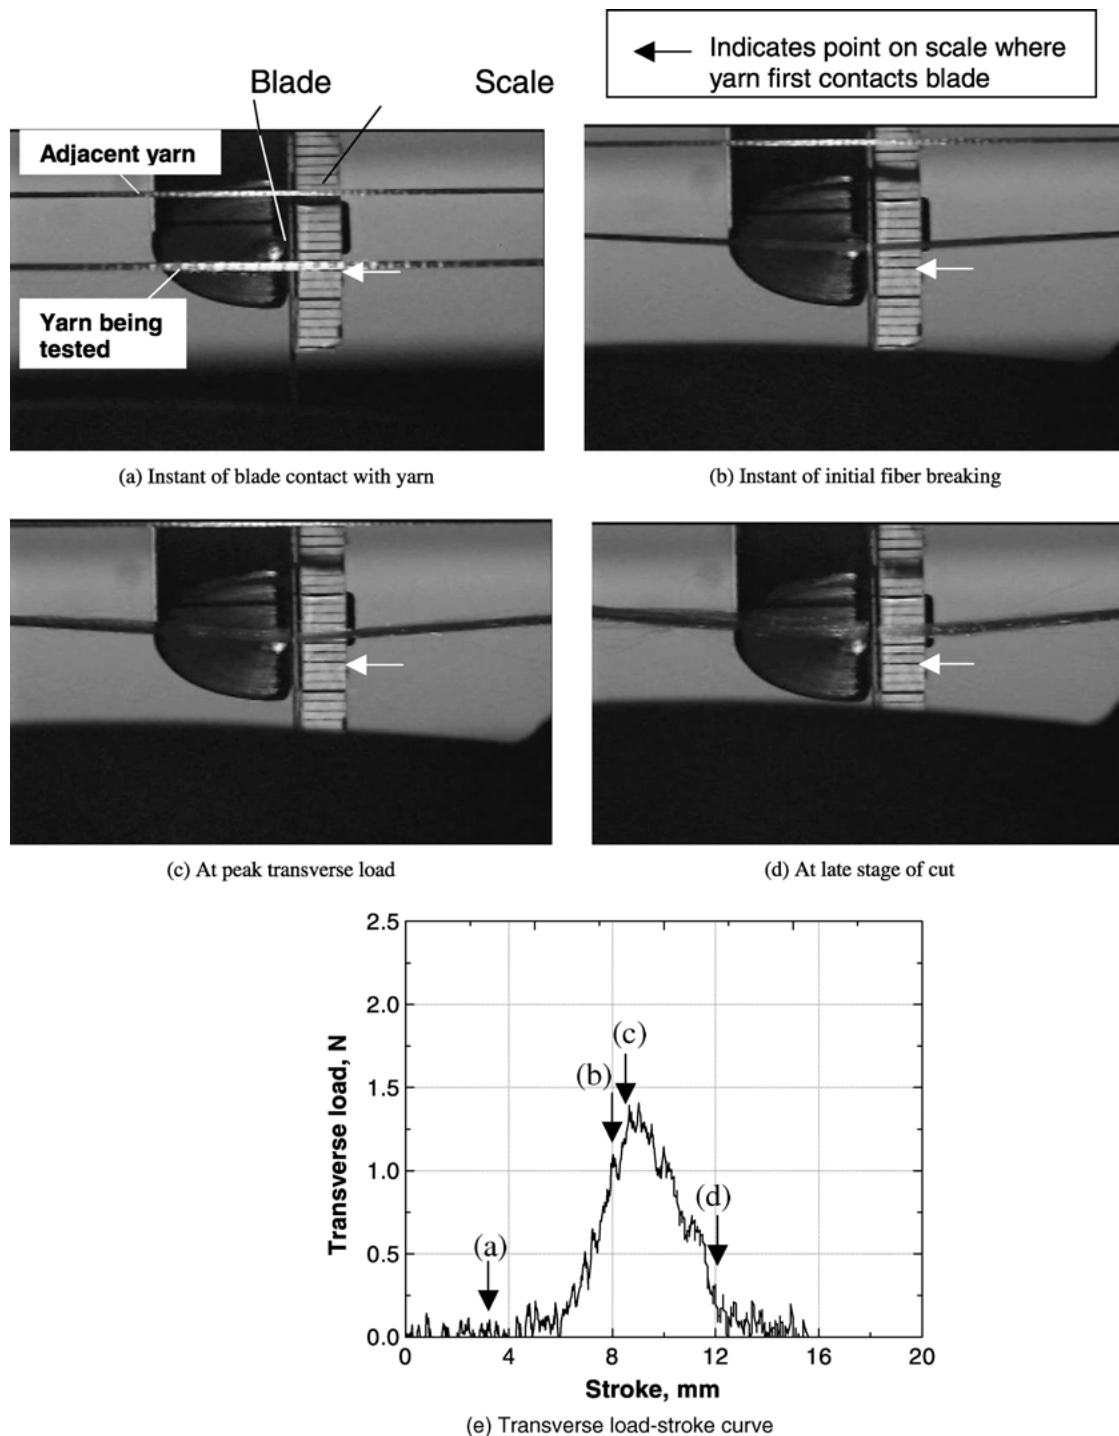 Indicates point on scale where
yarn first contacts blade
Blade
Scale
Adjacent yarn
Yarn being
tested
(a) Instant of blade contact with yarn
(b) Instant of initial fiber breaking
(c) At peak transverse load
(d) At late stage of cut
2.5
2.0
1.5
1.0
0.5
0.0
Transverse load, N
(a)
(b)
(c)
(d)
0
4
8
12
16
20
Stroke, mm
(e) Transverse load-stroke curve